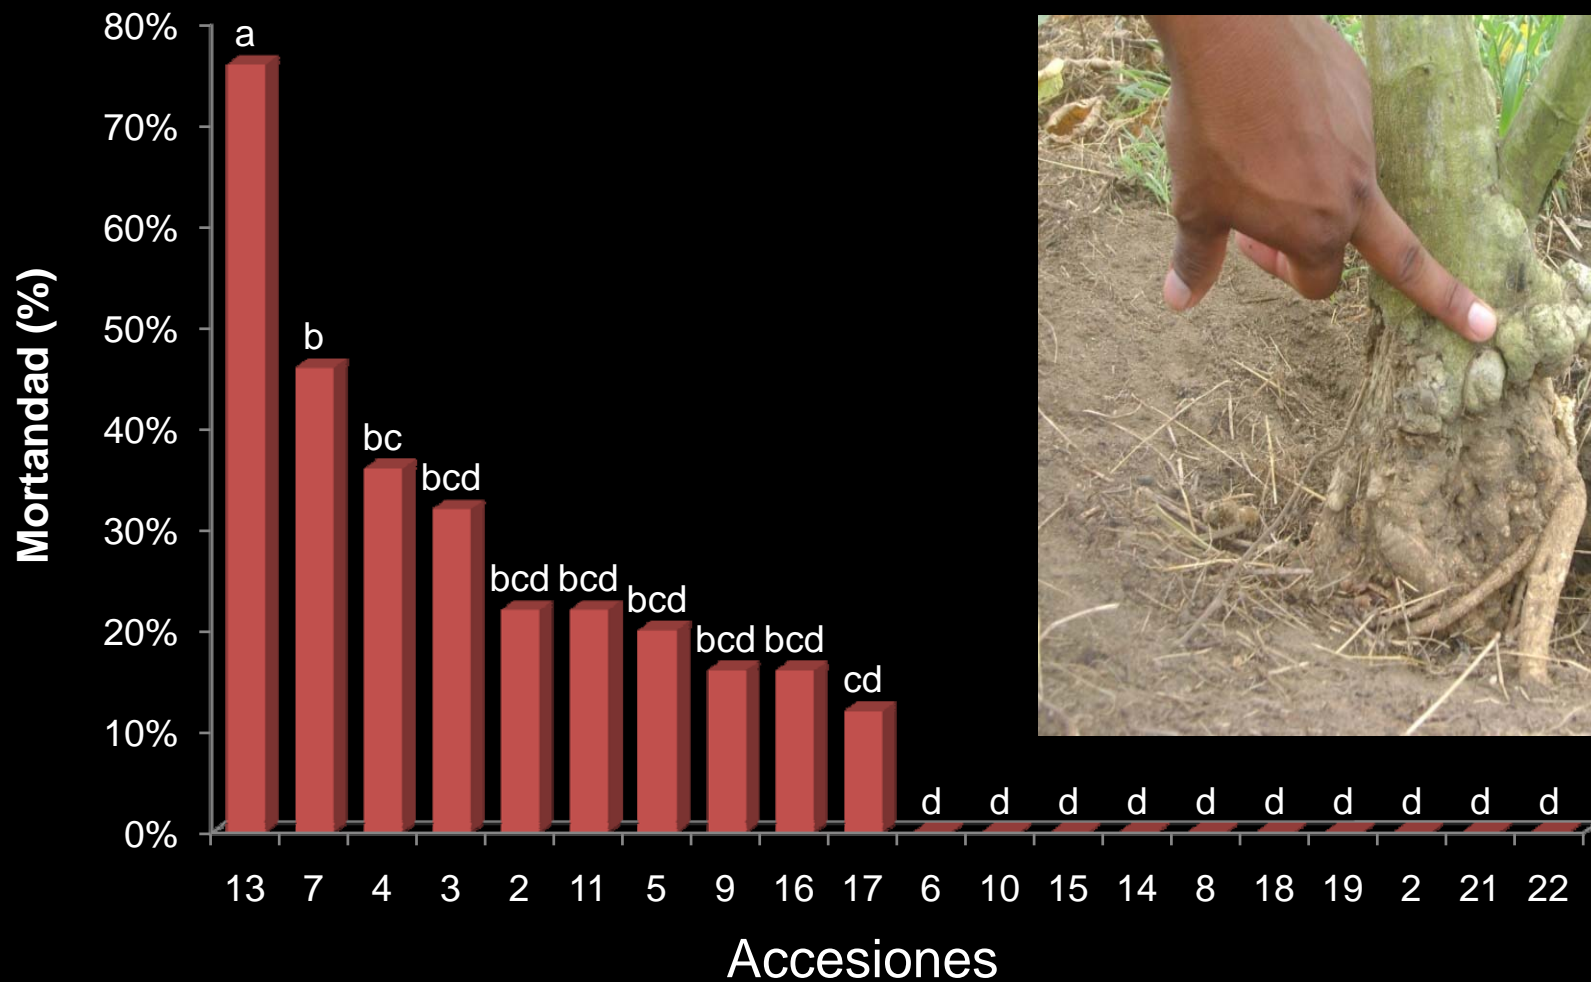 80%
70%
60%
50%
40%
30%
20%
10%
0%
Mortandad (%)
a
b
bc
bcd
bcd bcd
bcd
bcd bcd
cd
d d d d d d d d d d
13 7 4 3 2 11 5 9 16 17 6 10 15 14 8 18 19 2 21 22
Accesiones